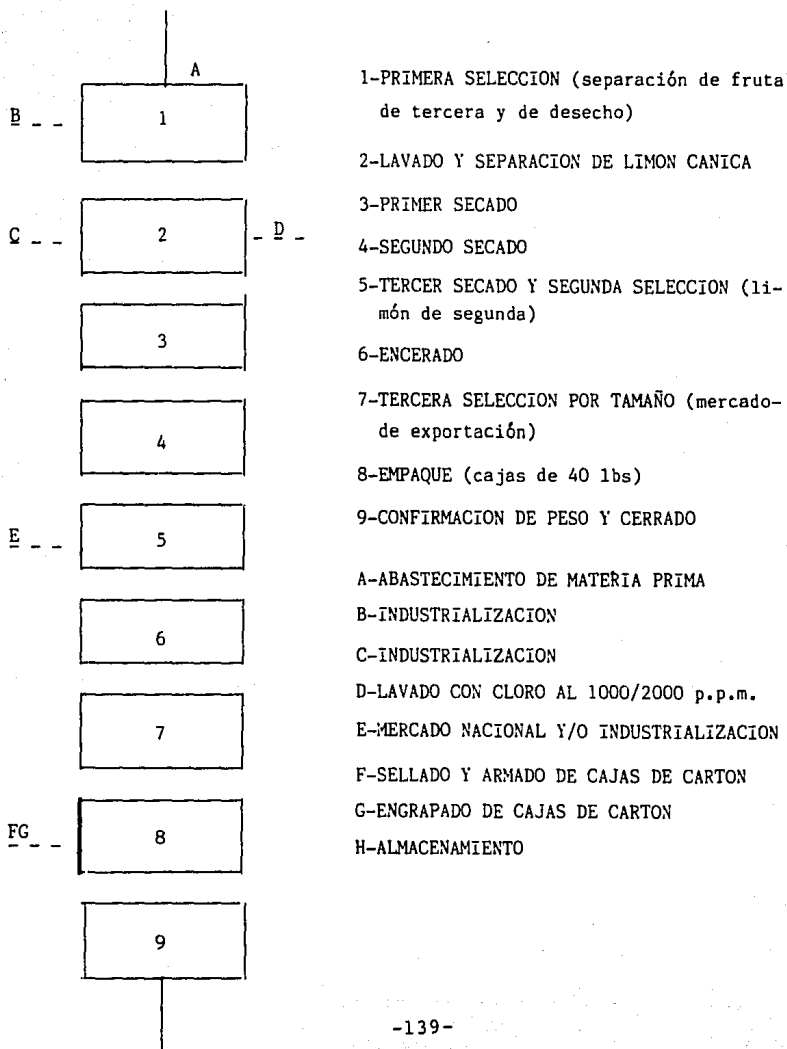 A
B
1
C
2
D
3
4
E
5
6
7
FG
8
9
1-PRIMERA SELECCION (separación de fruta
de tercera y de desecho)
2-LAVADO Y SEPARACION DE LIMON CANICA
3-PRIMER SECADO
4-SEGUNDO SECADO
5-TERCER SECADO Y SEGUNDA SELECCION (li-
món de segunda)
6-ENCERADO
7-TERCERA SELECCION POR TAMAÑO (mercado-
de exportación)
8-EMPAQUE (cajas de 40 lbs)
9-CONFIRMACION DE PESO Y CERRADO
A-ABASTECIMIENTO DE MATERIA PRIMA
B-INDUSTRIALIZACION
C-INDUSTRIALIZACION
D-LAVADO CON CLORO AL 1000/2000 p.p.m.
E-MERCADO NACIONAL Y/O INDUSTRIALIZACION
F-SELLADO Y ARMADO DE CAJAS DE CARTON
G-ENGRAPADO DE CAJAS DE CARTON
H-ALMACENAMIENTO
-139-